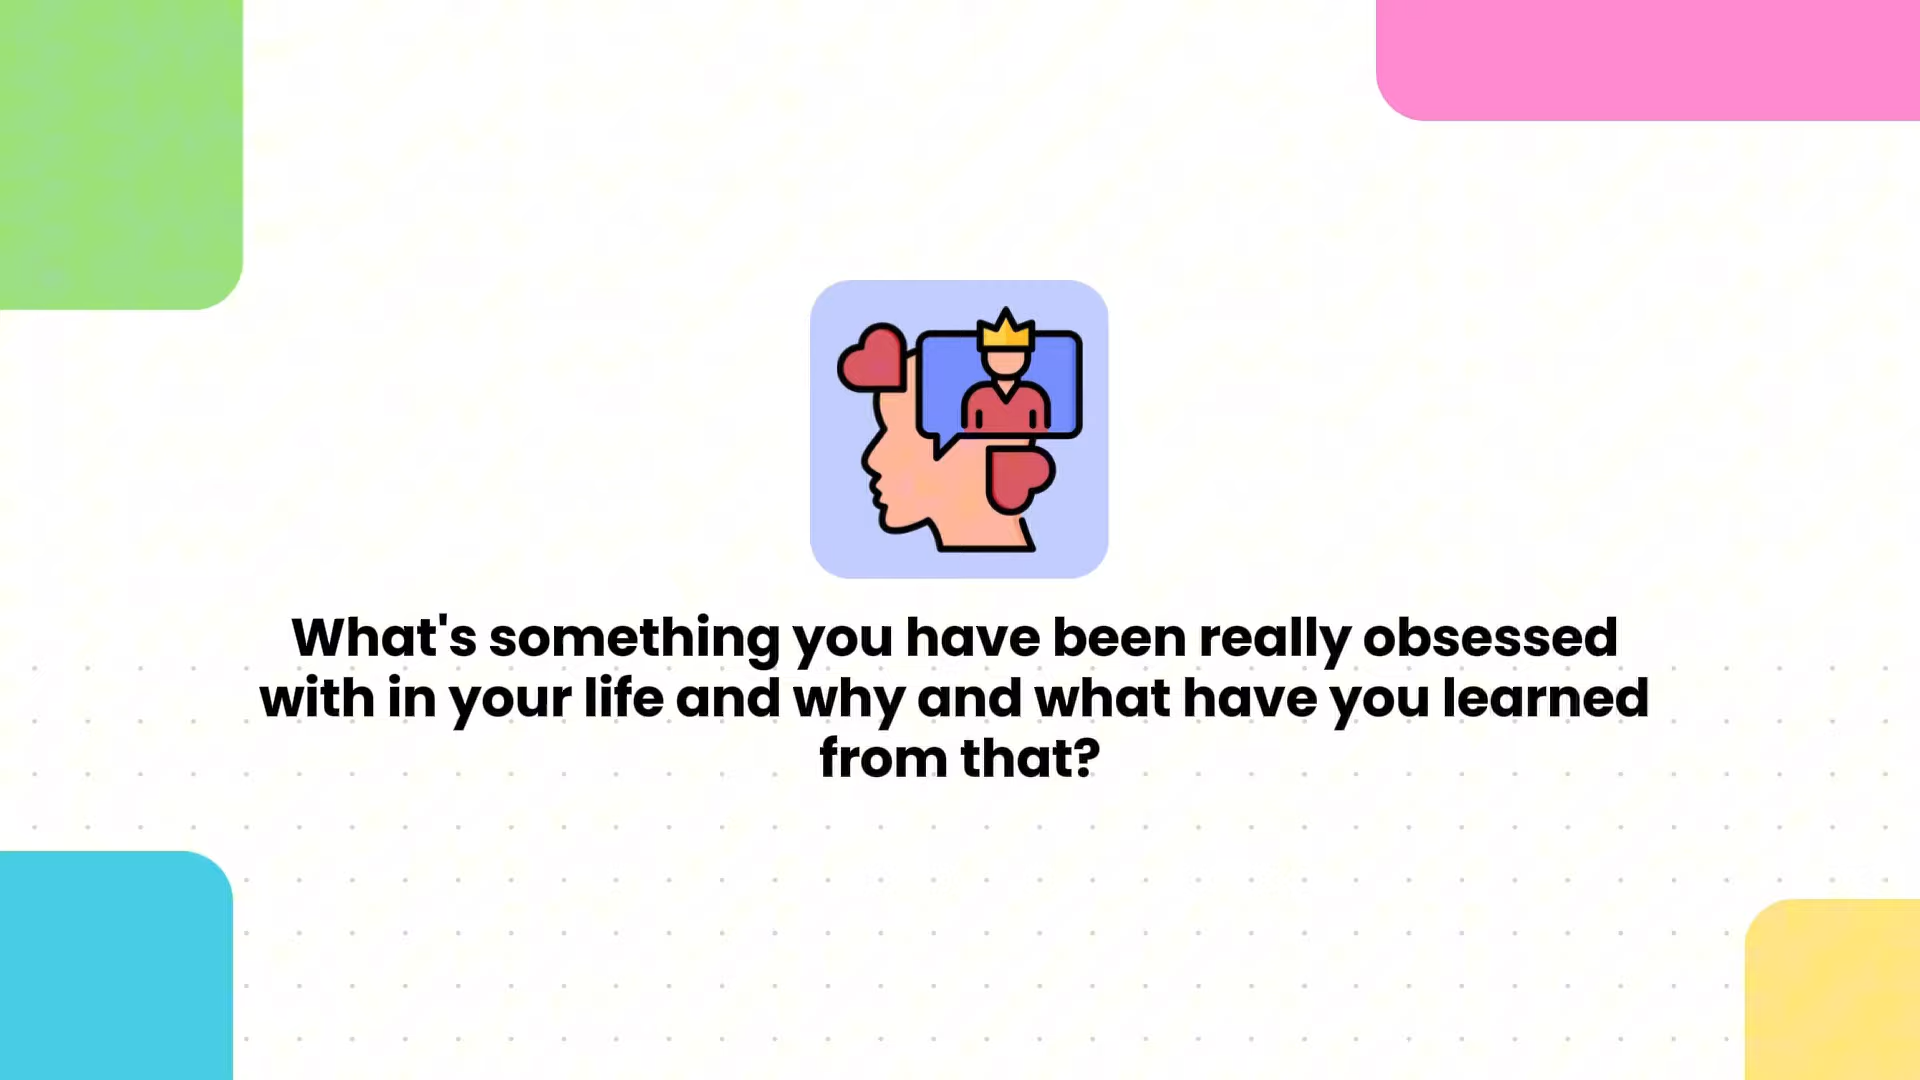 What's something you have been really obsessed
with in your life and why and what have you learned
from that?